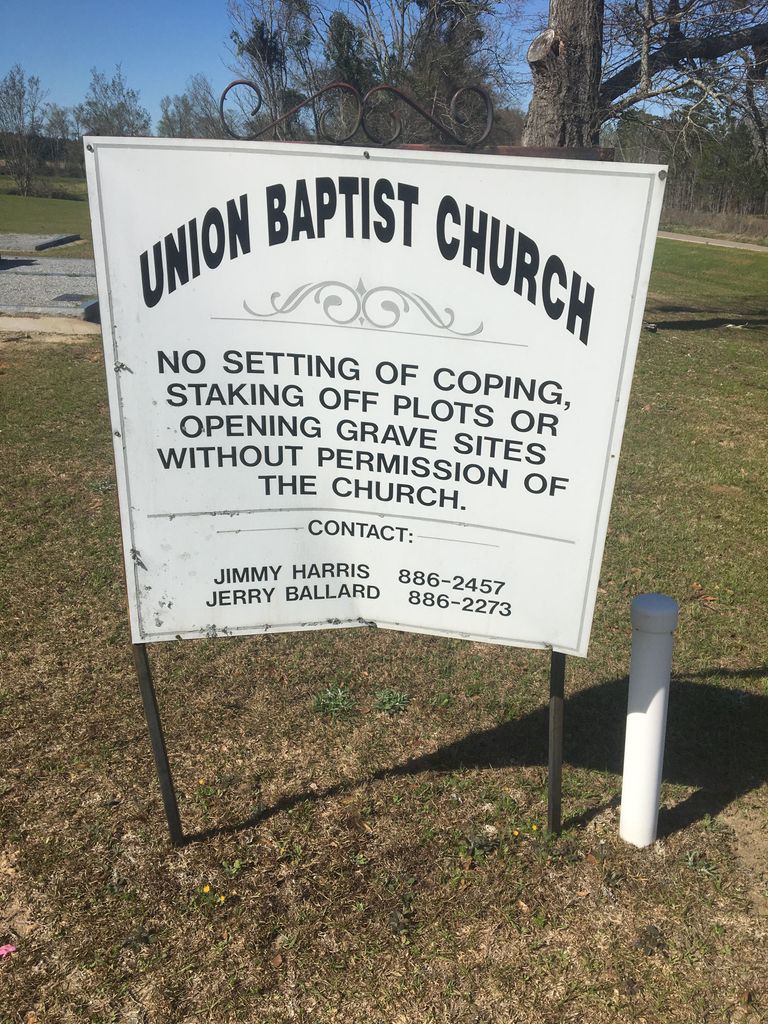 UNION BAPTIST CHURCH
NO SETTING OF COPING,
STAKING OFF PLOTS OR
OPENING GRAVE SITES
WITHOUT PERMISSION OF
THE CHURCH.
CONTACT:
JIMMY HARRIS 886-2457
JERRY BALLARD 886-2273